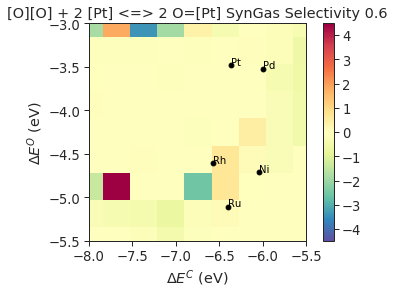 [O][O] + 2 [Pt] <=> 2 O=[Pt] SynGas Selectivity 0.6
−3.0
−3.5
−4.0
−4.5
−5.0
−5.5
ΔE^O (eV)
Pt
Pd
Rh
Ni
Ru
−8.0 −7.5 −7.0 −6.5 −6.0 −5.5
ΔE^C (eV)
4
3
2
1
0
−1
−2
−3
−4